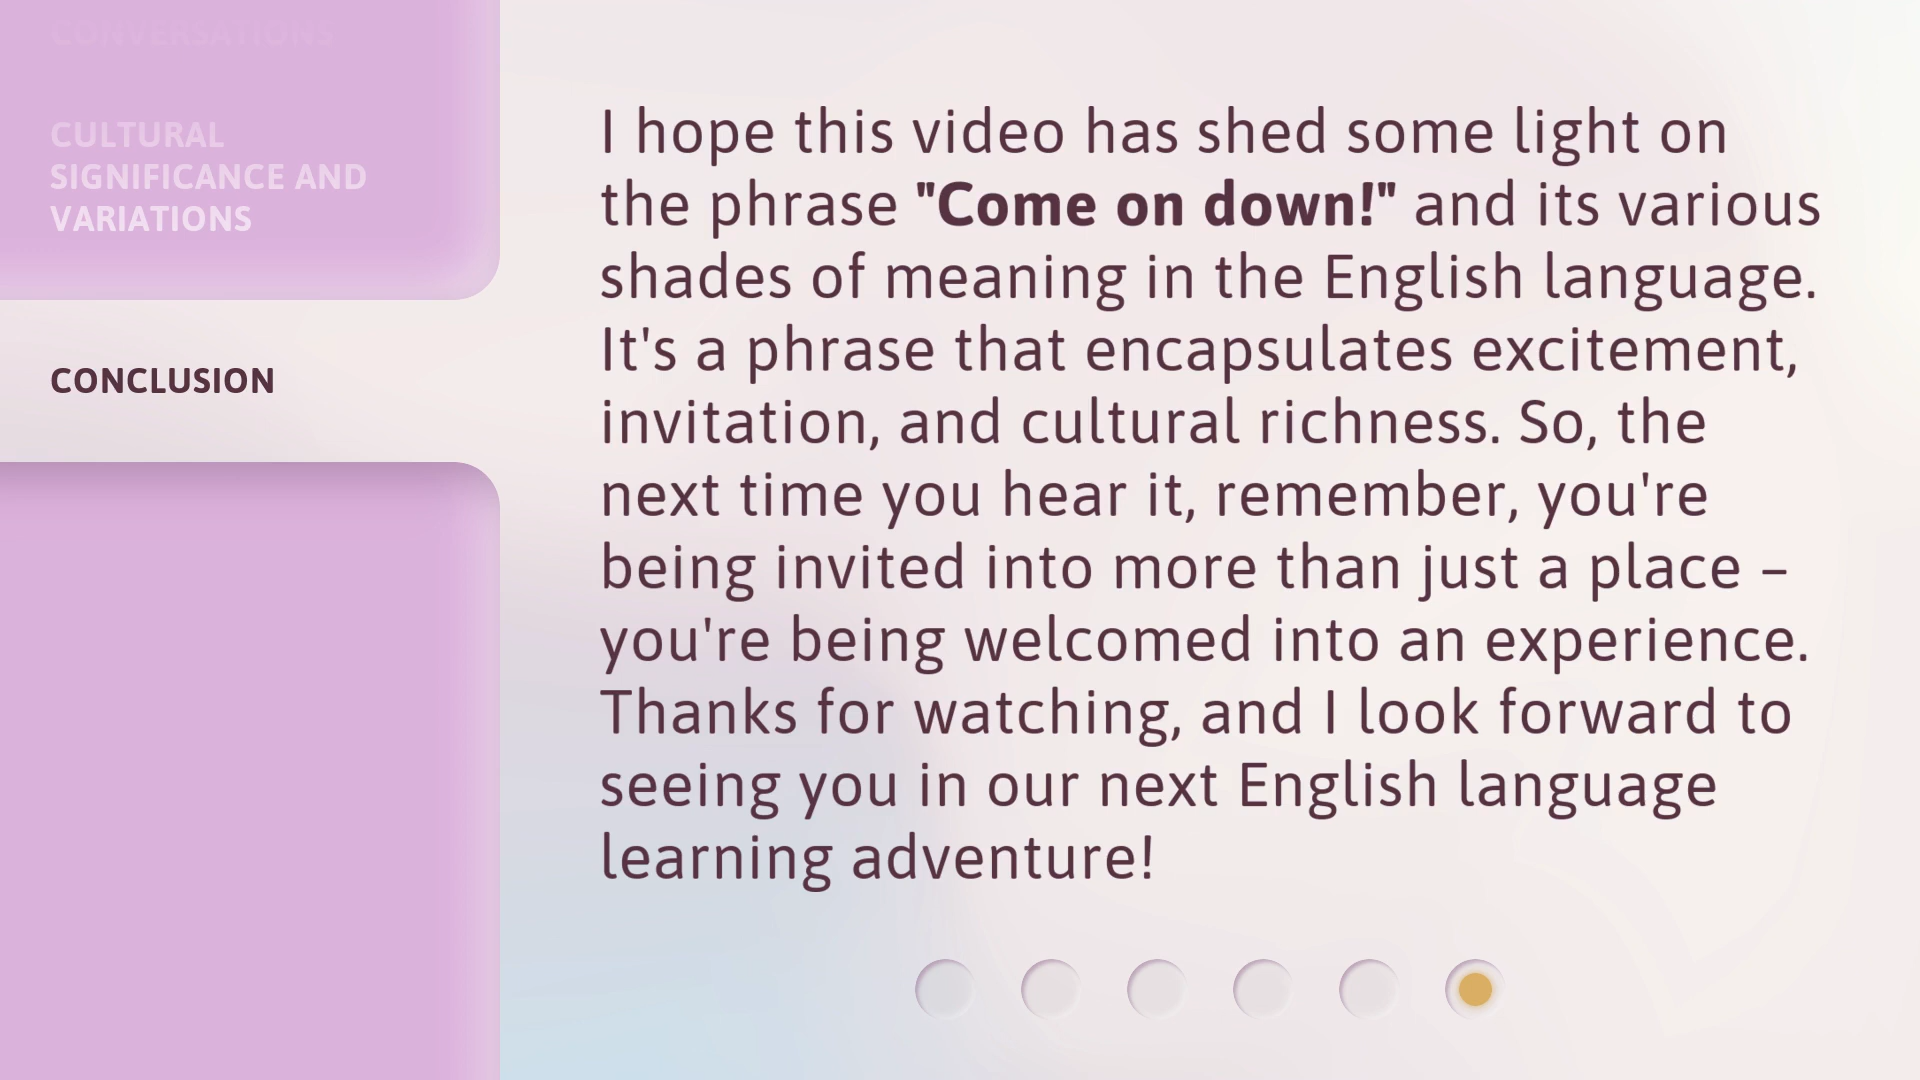 CONVERSATIONS
CULTURAL
SIGNIFICANCE AND
VARIATIONS
CONCLUSION
I hope this video has shed some light on
the phrase "Come on down!" and its various
shades of meaning in the English language.
It's a phrase that encapsulates excitement,
invitation, and cultural richness. So, the
next time you hear it, remember, you're
being invited into more than just a place –
you're being welcomed into an experience.
Thanks for watching, and I look forward to
seeing you in our next English language
learning adventure!